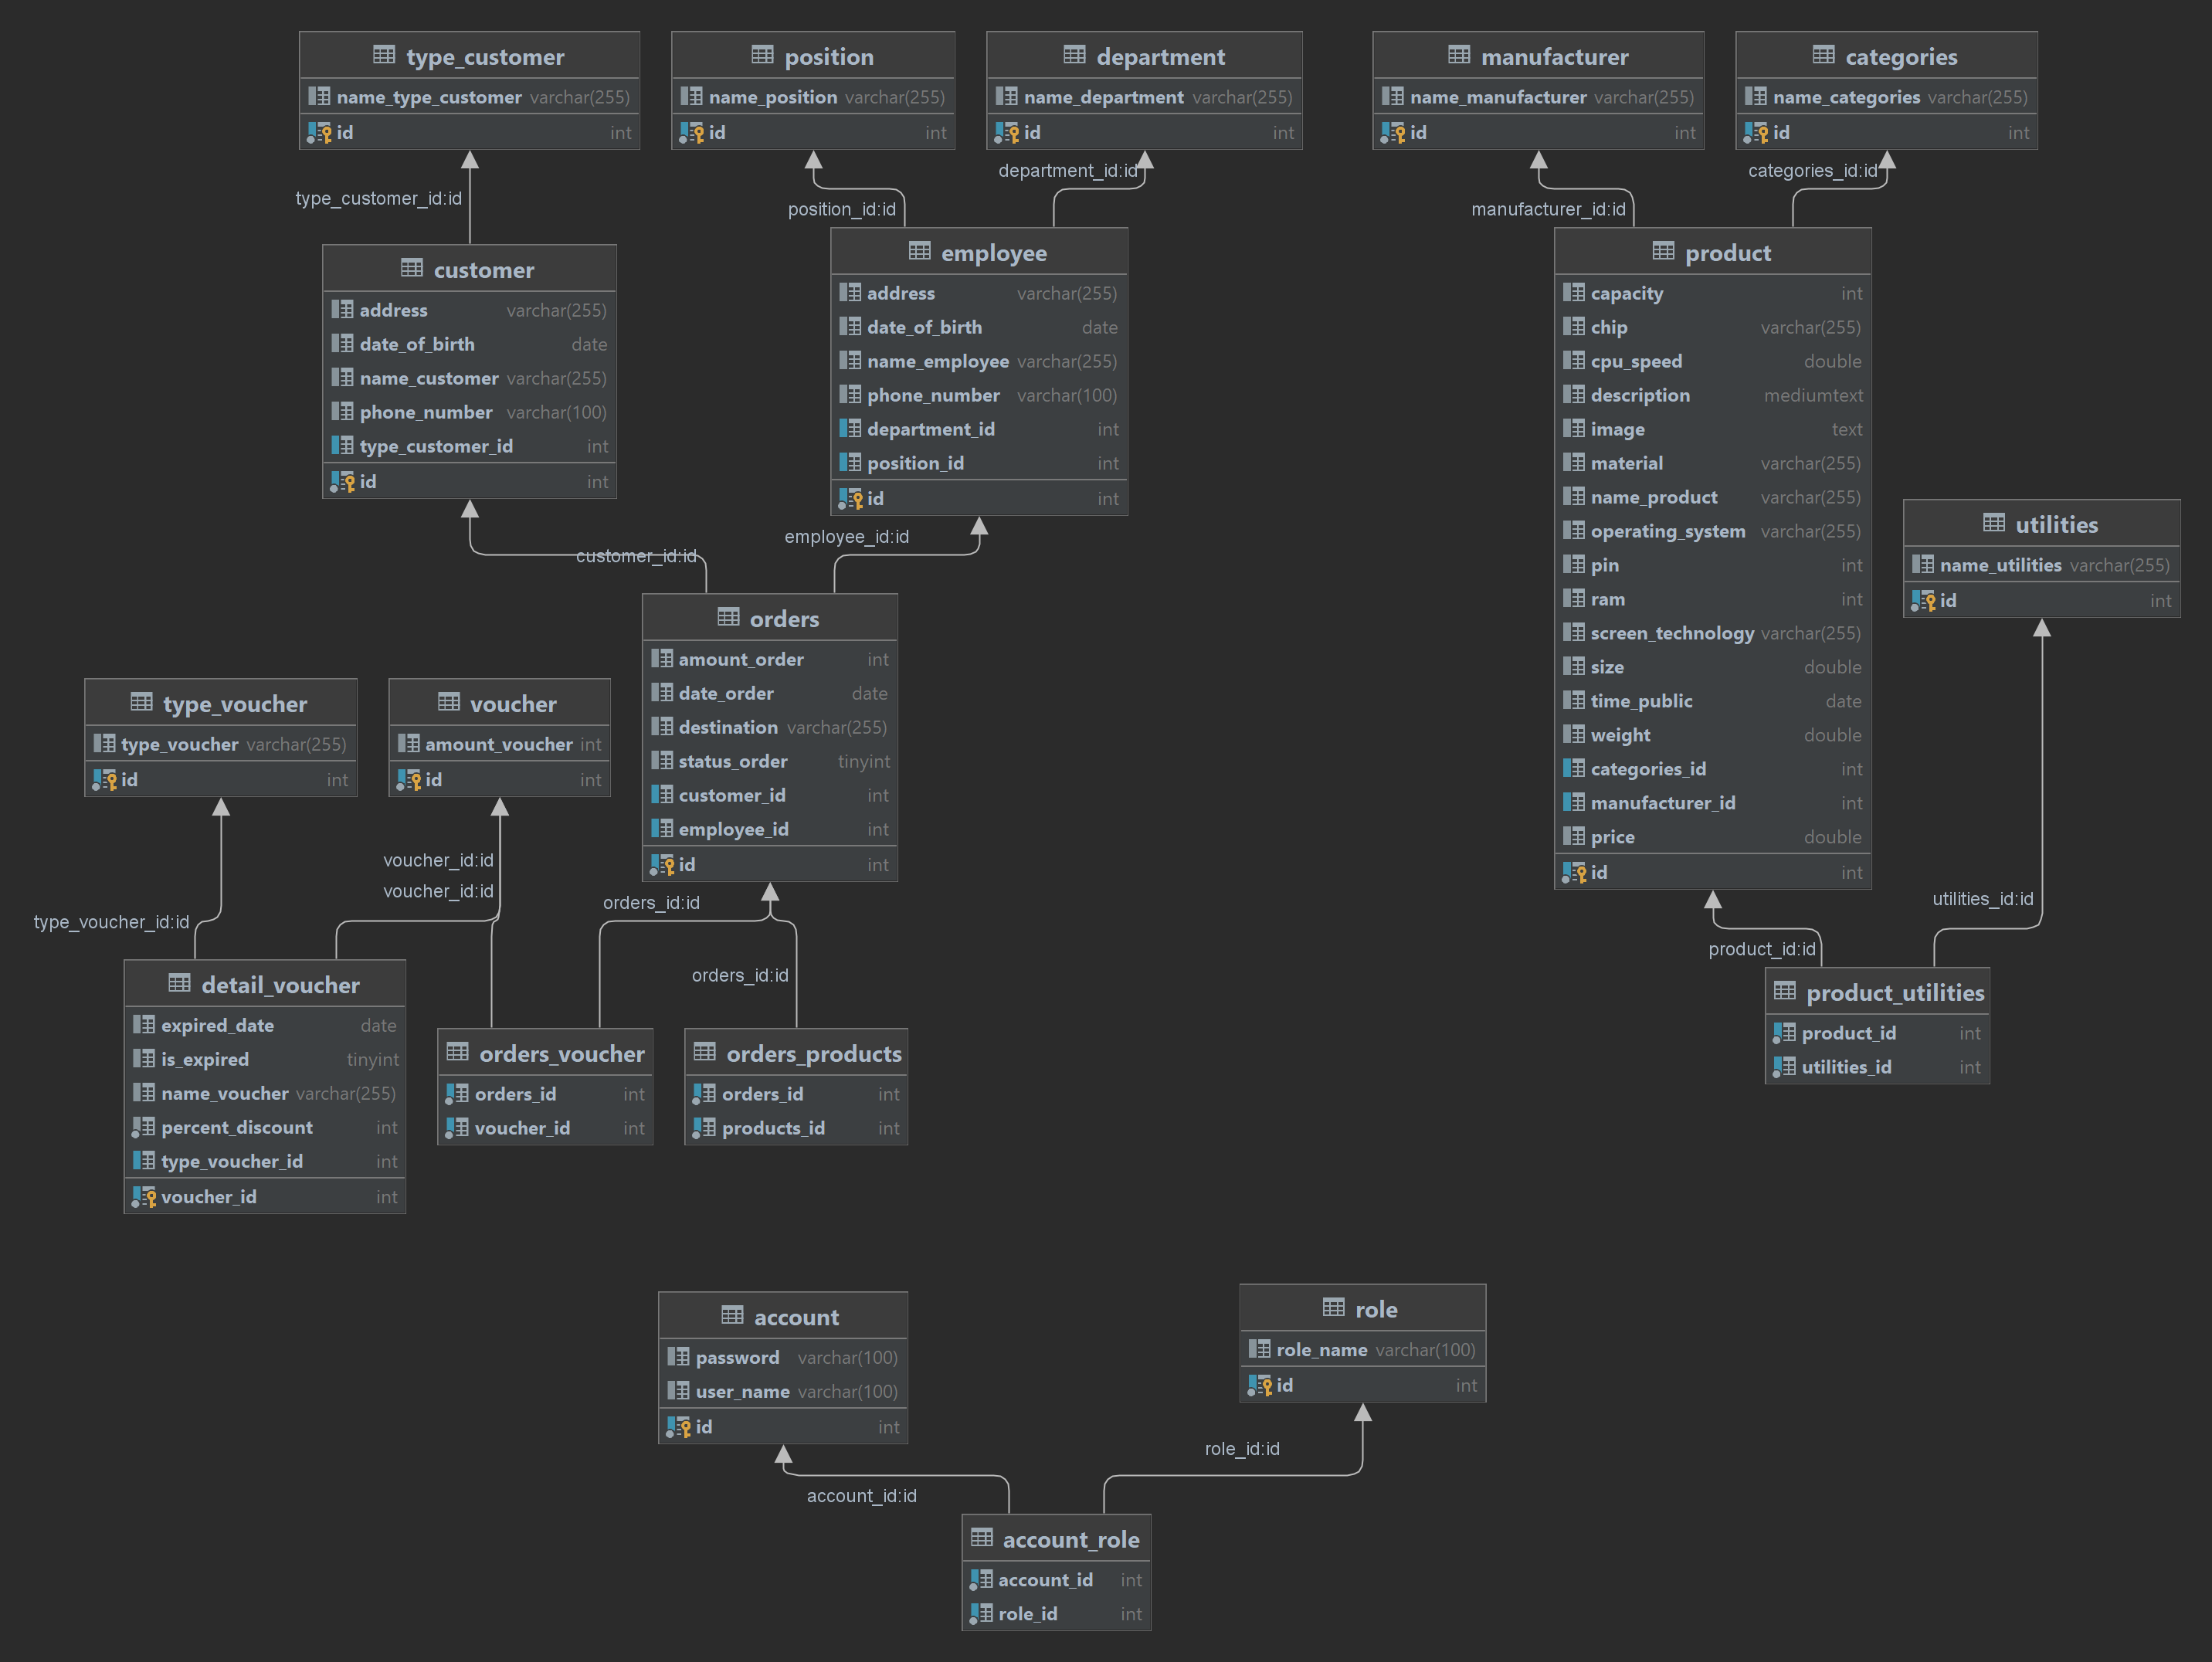 type_customer
name_type_customer varchar(255)
id int
position
name_position varchar(255)
id int
department
name_department varchar(255)
id int
manufacturer
name_manufacturer varchar(255)
id int
categories
name_categories varchar(255)
id int
type_customer_id:id
position_id:id
department_id:id
manufacturer_id:id
categories_id:id
customer
address varchar(255)
date_of_birth date
name_customer varchar(255)
phone_number varchar(100)
type_customer_id int
id int
employee
address varchar(255)
date_of_birth date
name_employee varchar(255)
phone_number varchar(100)
department_id int
position_id int
id int
product
capacity int
chip varchar(255)
cpu_speed double
description mediumtext
image text
material varchar(255)
name_product varchar(255)
operating_system varchar(255)
pin int
ram int
screen_technology varchar(255)
size double
time_public date
weight double
categories_id int
manufacturer_id int
price double
id int
utilities
name_utilities varchar(255)
id int
customer_id:id
employee_id:id
orders
amount_order int
date_order date
destination varchar(255)
status_order tinyint
customer_id int
employee_id int
id int
type_voucher
type_voucher varchar(255)
id int
voucher
amount_voucher int
id int
voucher_id:id
voucher_id:id
type_voucher_id:id
orders_id:id
orders_id:id
utilities_id:id
product_id:id
detail_voucher
expired_date date
is_expired tinyint
name_voucher varchar(255)
percent_discount int
type_voucher_id int
voucher_id int
orders_voucher
orders_id int
voucher_id int
orders_products
orders_id int
products_id int
product_utilities
product_id int
utilities_id int
account
password varchar(100)
user_name varchar(100)
id int
role
role_name varchar(100)
id int
account_id:id
role_id:id
account_role
account_id int
role_id int